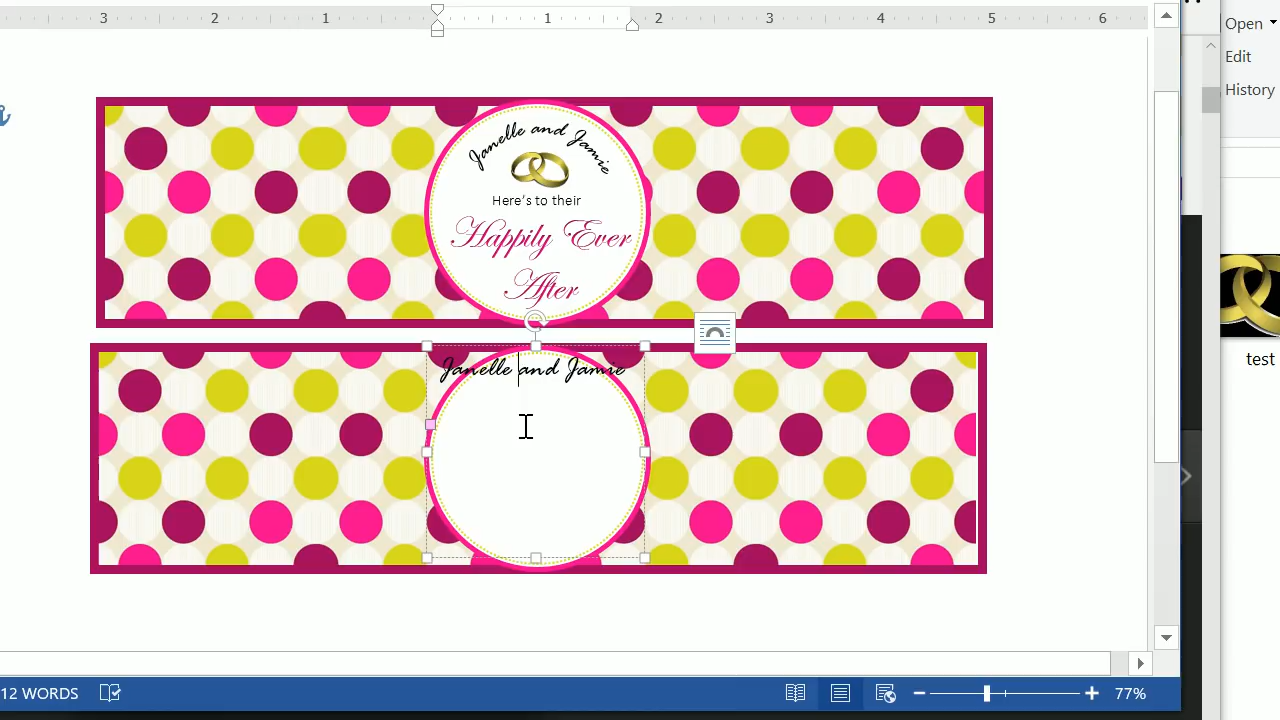 3 2 1 1 2 3 4 5 6
Open
Edit
History
Janelle and Jamie
Here's to their
Happily Ever
After
Janelle and Jamie
test
12 WORDS
77%